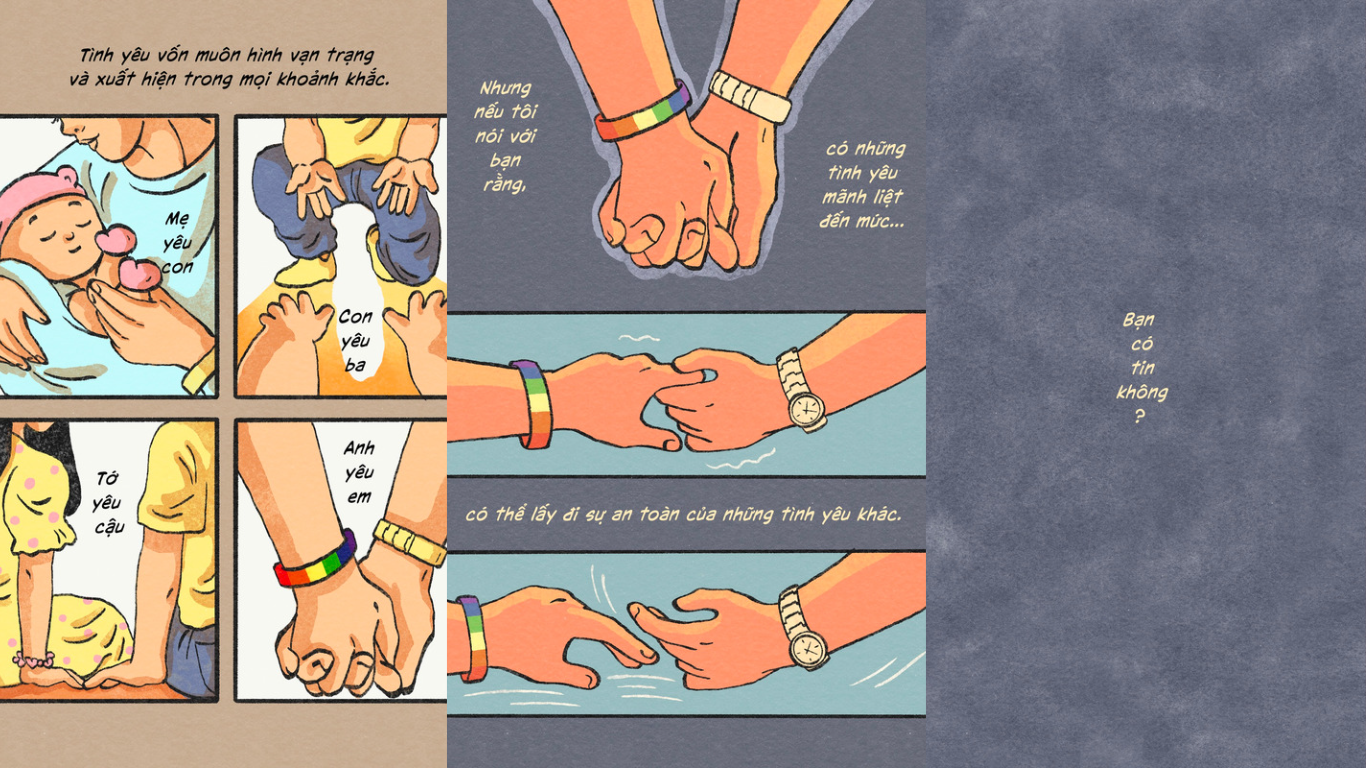 Tình yêu vốn muôn hình vạn trạng
và xuất hiện trong mọi khoảnh khắc.
Mẹ
yêu
con
Con
yêu
ba
Tớ
yêu
cậu
Anh
yêu
em
Nhưng
nếu tôi
nói với
bạn
rằng,
có những
tình yêu
mãnh liệt
đến mức...
có thể lấy đi sự an toàn của những tình yêu khác.
Bạn
có
tin
không
?